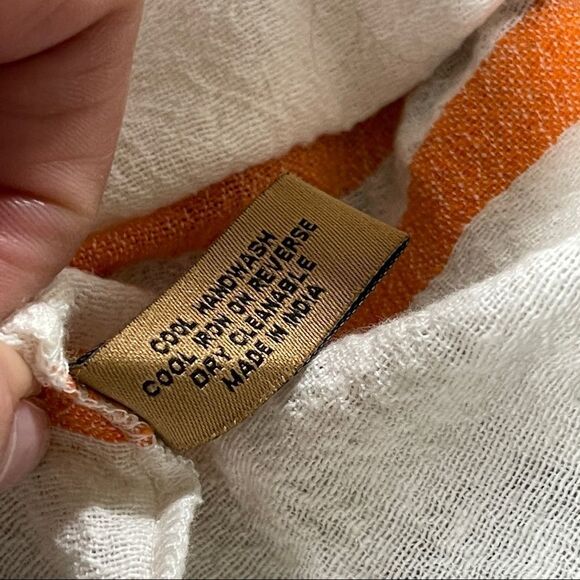 COOL HANDWASH
COOL IRON ON REVERSE
DRY CLEANABLE
MADE IN INDIA